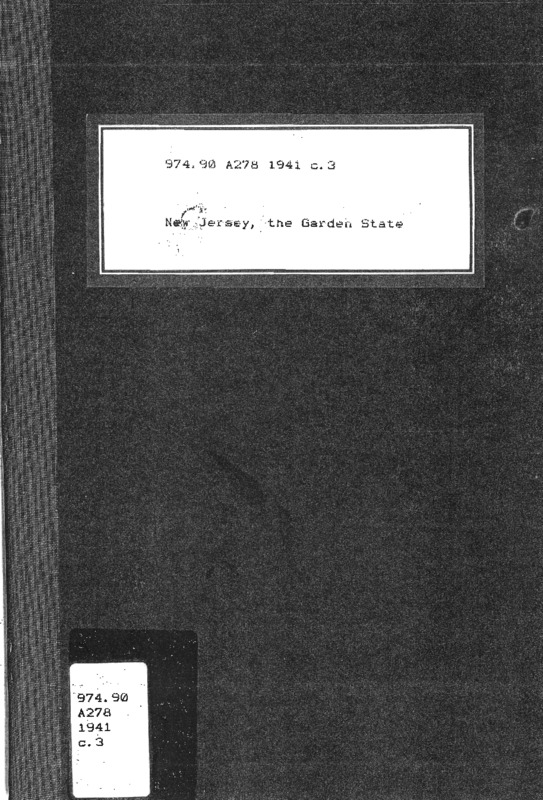 974.90 A278 1941 c.3
New Jersey, the Garden State
974.90
A278
1941
c.3